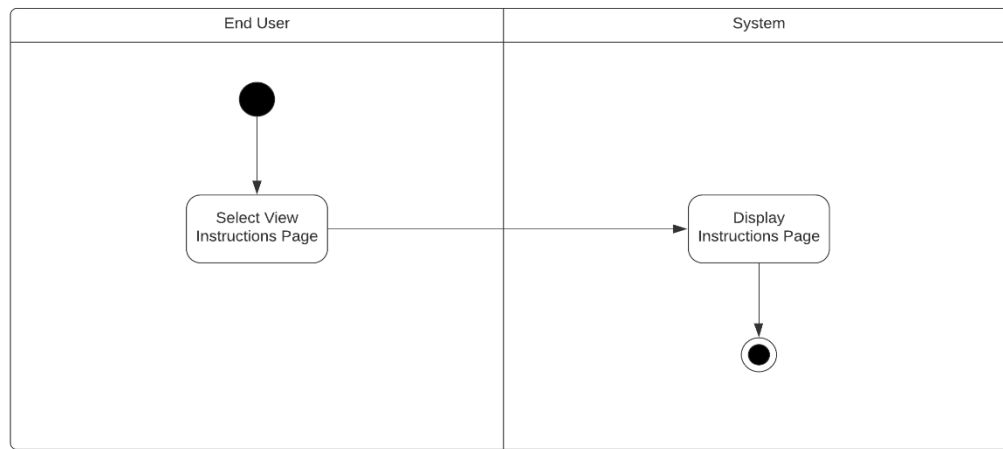 End User
System
Select View
Instructions Page
Display
Instructions Page